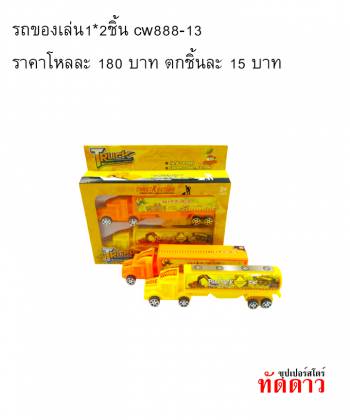 รถของเล่น1*2ชิ้น cw888-13
ราคาโหลละ 180 บาท ตกชิ้นละ 15 บาท
TRUCK
ซุปเปอร์สโตร์
ทัดดาว